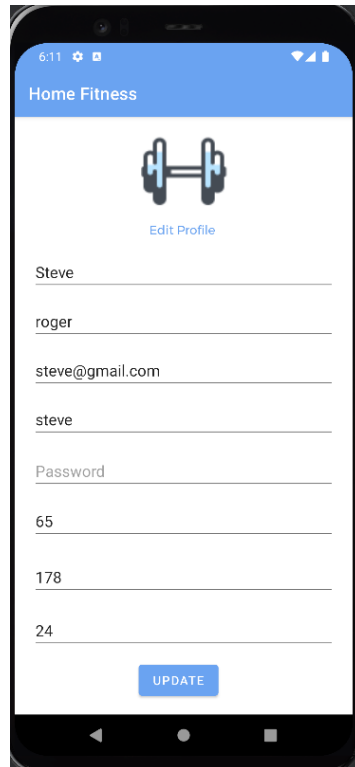 6:11
Home Fitness
Edit Profile
Steve
roger
steve@gmail.com
steve
Password
65
178
24
UPDATE